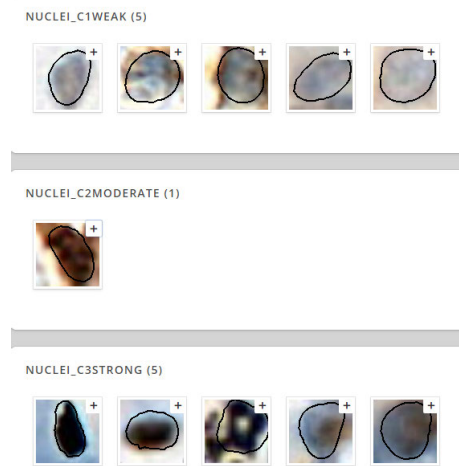 NUCLEI_C1WEAK (5)
+ + + + +
NUCLEI_C2MODERATE (1)
+
NUCLEI_C3STRONG (5)
+ + + + +